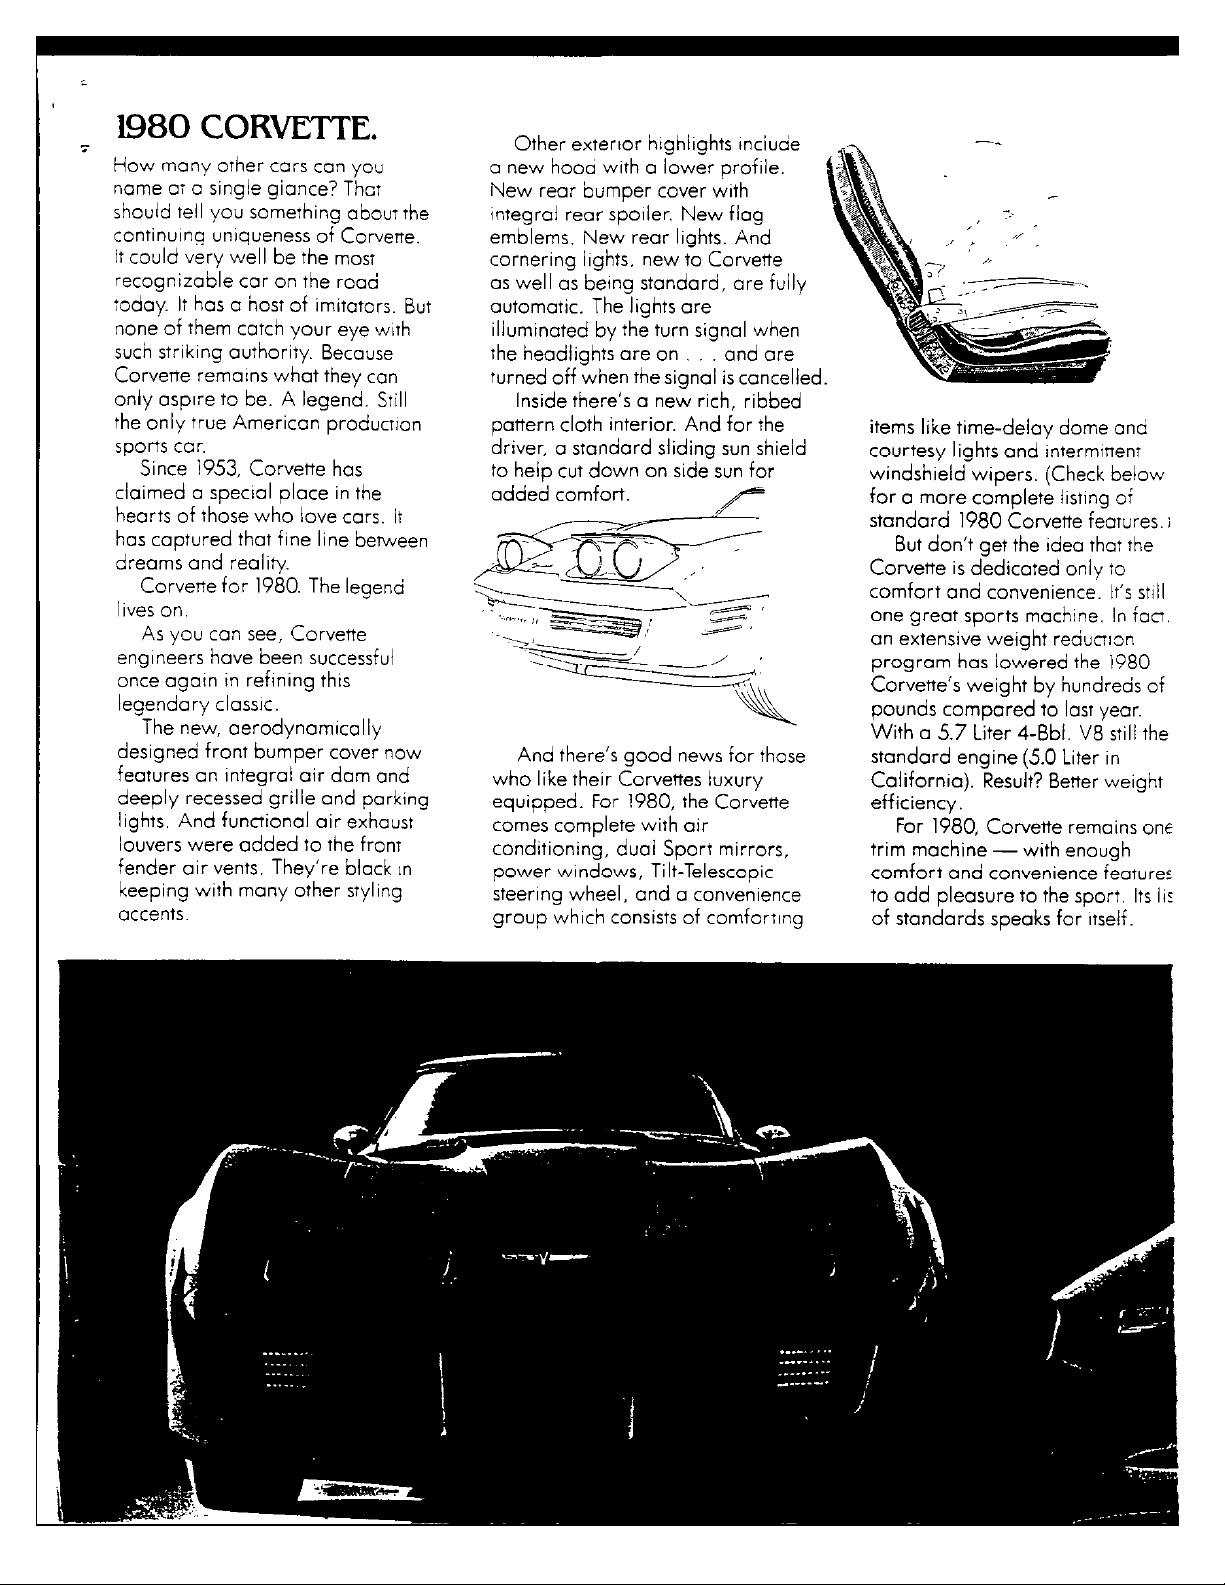 1980 CORVETTE.
How many other cars can you
name at a single glance? That
should tell you something about the
continuing uniqueness of Corvette.
It could very well be the most
recognizable car on the road
today. It has a host of imitators. But
none of them catch your eye with
such striking authority. Because
Corvette remains what they can
only aspire to be. A legend. Still
the only true American production
sports car.
Since 1953, Corvette has
claimed a special place in the
hearts of those who love cars. It
has captured that fine line between
dreams and reality.
Corvette for 1980. The legend
lives on.
As you can see, Corvette
engineers have been successful
once again in refining this
legendary classic.
The new, aerodynamically
designed front bumper cover now
features an integral air dam and
deeply recessed grille and parking
lights. And functional air exhaust
louvers were added to the front
fender air vents. They're black in
keeping with many other styling
accents.
Other exterior highlights include
a new hood with a lower profile.
New rear bumper cover with
integral rear spoiler. New flag
emblems. New rear lights. And
cornering lights, new to Corvette
as well as being standard, are fully
automatic. The lights are
illuminated by the turn signal when
the headlights are on . . . and are
turned off when the signal is cancelled.
Inside there's a new rich, ribbed
pattern cloth interior. And for the
driver, a standard sliding sun shield
to help cut down on side sun for
added comfort.
And there's good news for those
who like their Corvettes luxury
equipped. For 1980, the Corvette
comes complete with air
conditioning, dual Sport mirrors,
power windows, Tilt-Telescopic
steering wheel, and a convenience
group which consists of comforting
items like time-delay dome and
courtesy lights and intermittent
windshield wipers. (Check below
for a more complete listing of
standard 1980 Corvette features.)
But don't get the idea that the
Corvette is dedicated only to
comfort and convenience. It's still
one great sports machine. In fact,
an extensive weight reduction
program has lowered the 1980
Corvette's weight by hundreds of
pounds compared to last year.
With a 5.7 Liter 4-Bbl. V8 still the
standard engine (5.0 Liter in
California). Result? Better weight
efficiency.
For 1980, Corvette remains one
trim machine — with enough
comfort and convenience features
to add pleasure to the sport. Its lis
of standards speaks for itself.